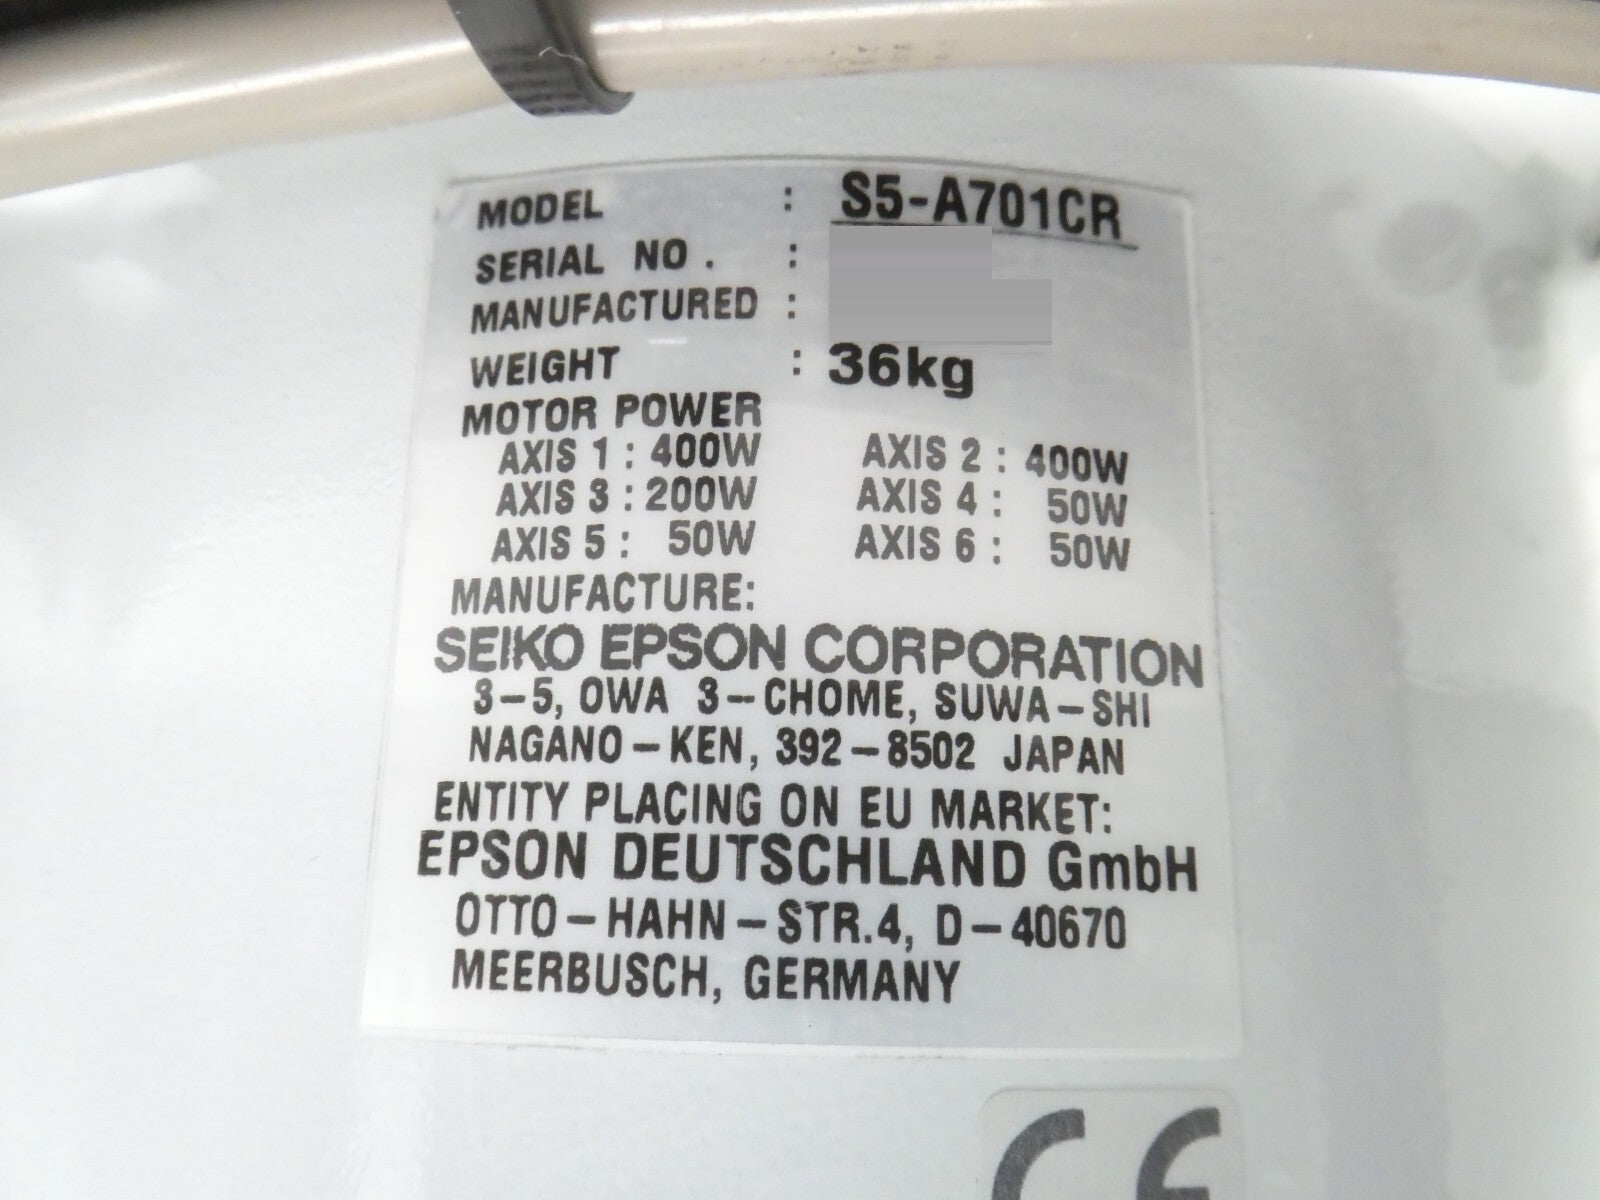 MODEL : S5-A701CR
SERIAL NO. :
MANUFACTURED :
WEIGHT : 36kg
MOTOR POWER
AXIS 1 : 400W AXIS 2 : 400W
AXIS 3 : 200W AXIS 4 : 50W
AXIS 5 : 50W AXIS 6 : 50W
MANUFACTURE:
SEIKO EPSON CORPORATION
3-5, OWA 3-CHOME, SUWA-SHI
NAGANO-KEN, 392-8502 JAPAN
ENTITY PLACING ON EU MARKET:
EPSON DEUTSCHLAND GmbH
OTTO-HAHN-STR.4, D-40670
MEERBUSCH, GERMANY
CE